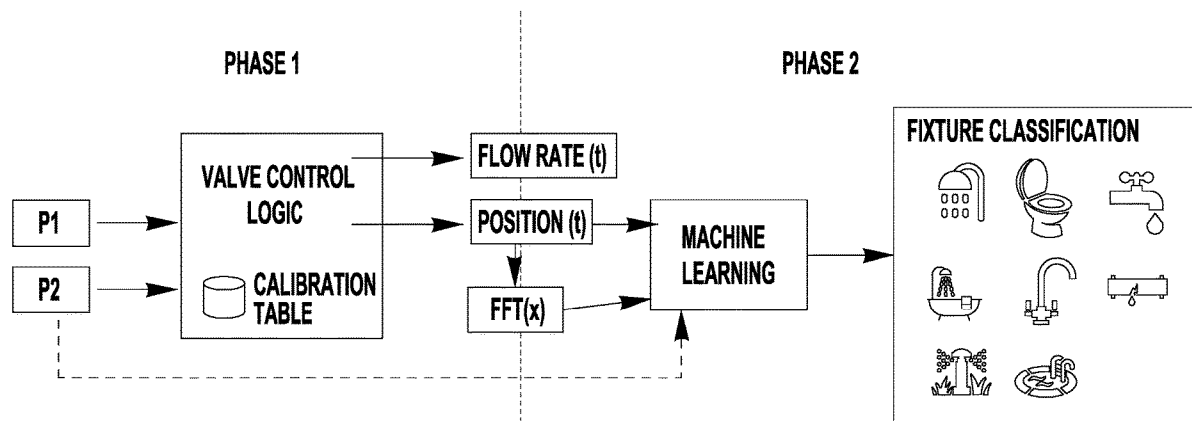 PHASE 1
PHASE 2
P1
P2
VALVE CONTROL
LOGIC
CALIBRATION
TABLE
FLOW RATE (t)
POSITION (t)
FFT(x)
MACHINE
LEARNING
FIXTURE CLASSIFICATION